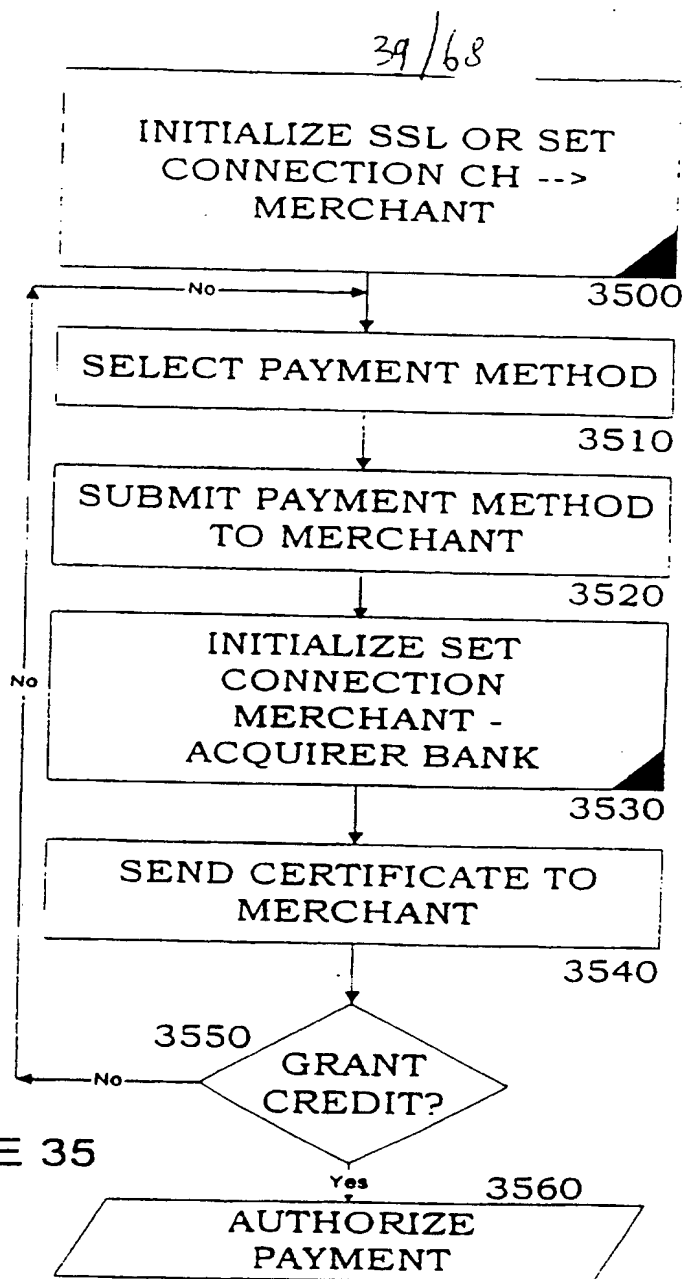 39/68
INITIALIZE SSL OR SET
CONNECTION CH -->
MERCHANT
3500
No
SELECT PAYMENT METHOD
3510
SUBMIT PAYMENT METHOD
TO MERCHANT
3520
INITIALIZE SET
CONNECTION
MERCHANT -
ACQUIRER BANK
3530
No
SEND CERTIFICATE TO
MERCHANT
3540
3550
GRANT
CREDIT?
No
E 35
Yes
3560
AUTHORIZE
PAYMENT